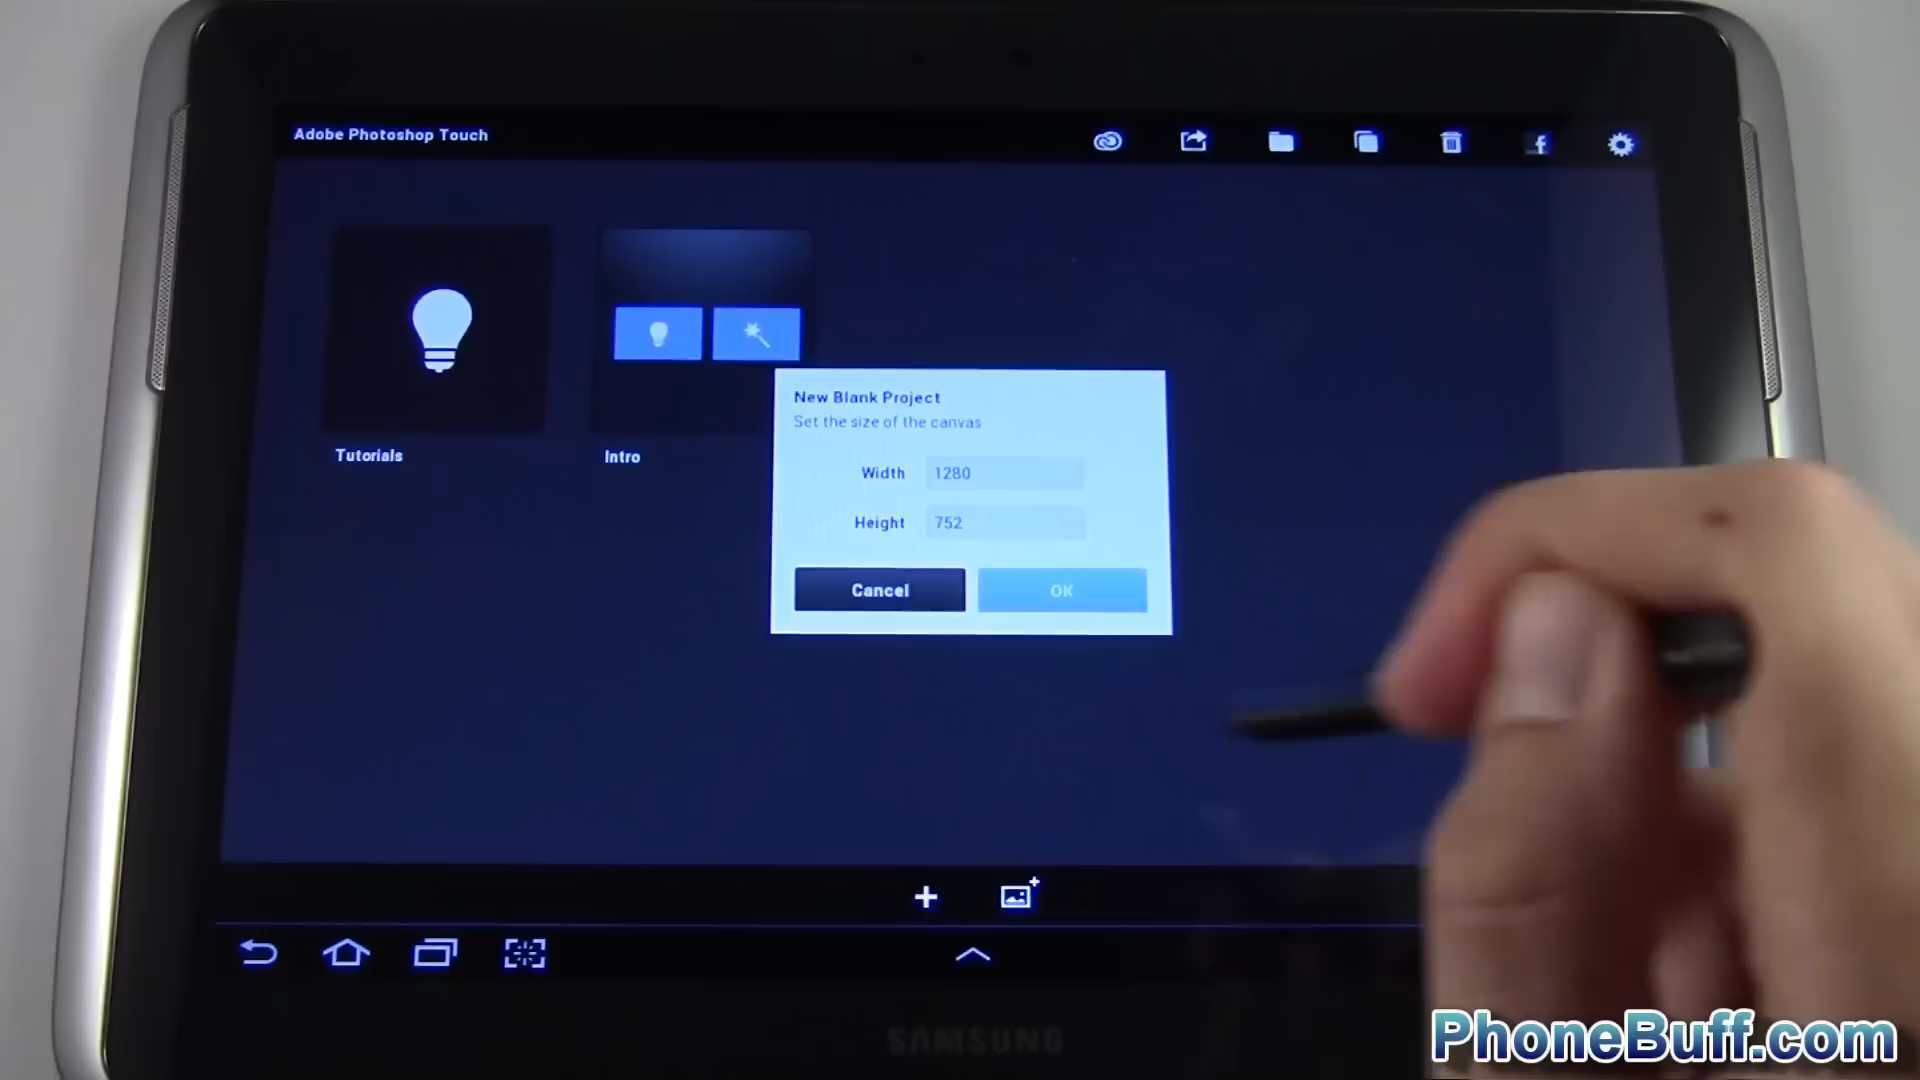 Adobe Photoshop Touch
f
Tutorials
Intro
New Blank Project
Set the size of the canvas
Width 1280
Height 752
Cancel OK
SAMSUNG
PhoneBuff.com